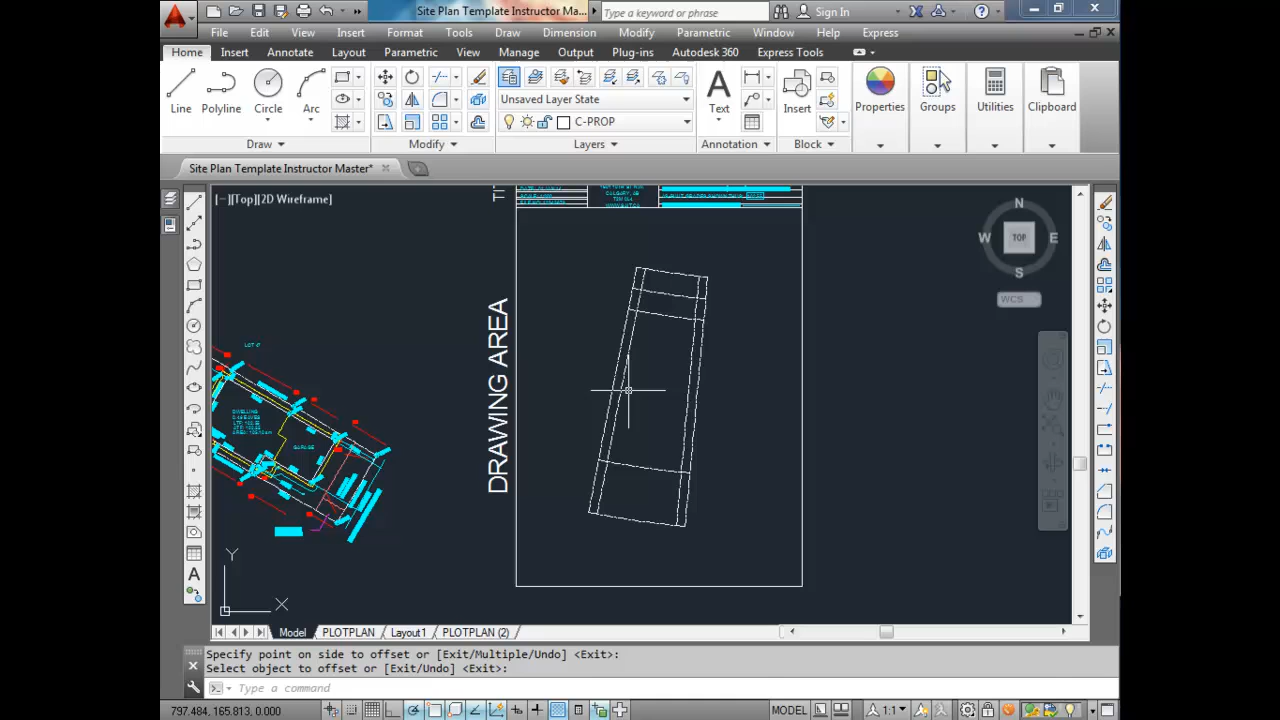 Site Plan Template Instructor Ma...
Type a keyword or phrase
Sign In
File Edit View Insert Format Tools Draw Dimension Modify Parametric Window Help Express
Home Insert Annotate Layout Parametric View Manage Output Plug-ins Autodesk 360 Express Tools
Line Polyline Circle Arc
Unsaved Layer State
C-PROP
Text
Insert
Properties Groups Utilities Clipboard
Draw Modify Layers Annotation Block
Site Plan Template Instructor Master*
[−][Top][2D Wireframe]
N
W TOP E
S
WCS
DRAWING AREA
LOT 47
DWELLING
GARAGE
Y
X
Model PLOTPLAN Layout1 PLOTPLAN (2)
Specify point on side to offset or [Exit/Multiple/Undo] <Exit>:
Select object to offset or [Exit/Undo] <Exit>:
Type a command
797.484, 165.813, 0.000
MODEL
1:1